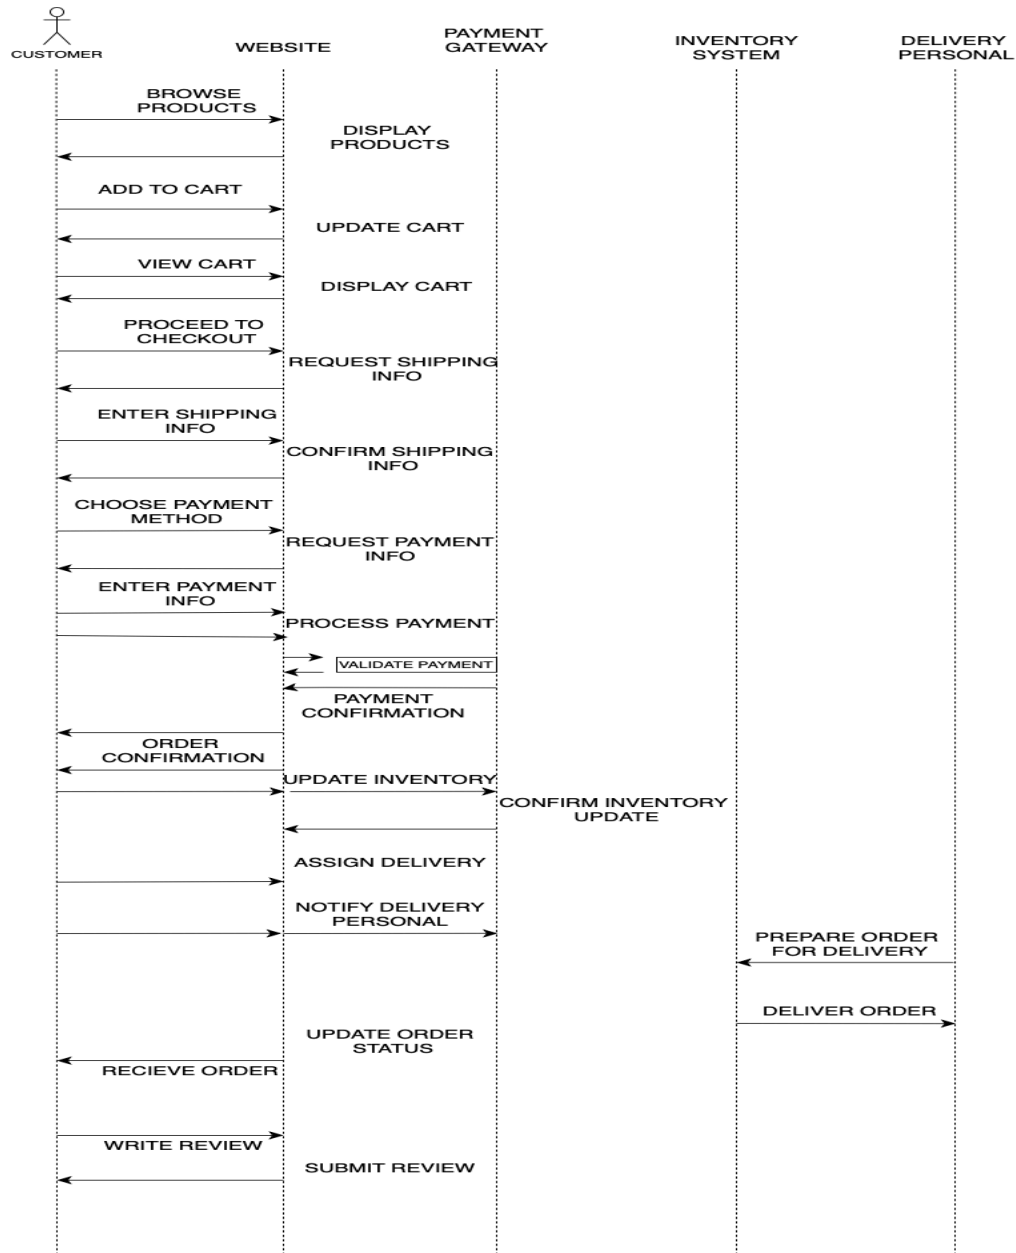 CUSTOMER
WEBSITE
PAYMENT
GATEWAY
INVENTORY
SYSTEM
DELIVERY
PERSONAL
BROWSE
PRODUCTS
DISPLAY
PRODUCTS
ADD TO CART
UPDATE CART
VIEW CART
DISPLAY CART
PROCEED TO
CHECKOUT
REQUEST SHIPPING
INFO
ENTER SHIPPING
INFO
CONFIRM SHIPPING
INFO
CHOOSE PAYMENT
METHOD
REQUEST PAYMENT
INFO
ENTER PAYMENT
INFO
PROCESS PAYMENT
VALIDATE PAYMENT
PAYMENT
CONFIRMATION
ORDER
CONFIRMATION
UPDATE INVENTORY
CONFIRM INVENTORY
UPDATE
ASSIGN DELIVERY
NOTIFY DELIVERY
PERSONAL
PREPARE ORDER
FOR DELIVERY
DELIVER ORDER
UPDATE ORDER
STATUS
RECIEVE ORDER
WRITE REVIEW
SUBMIT REVIEW